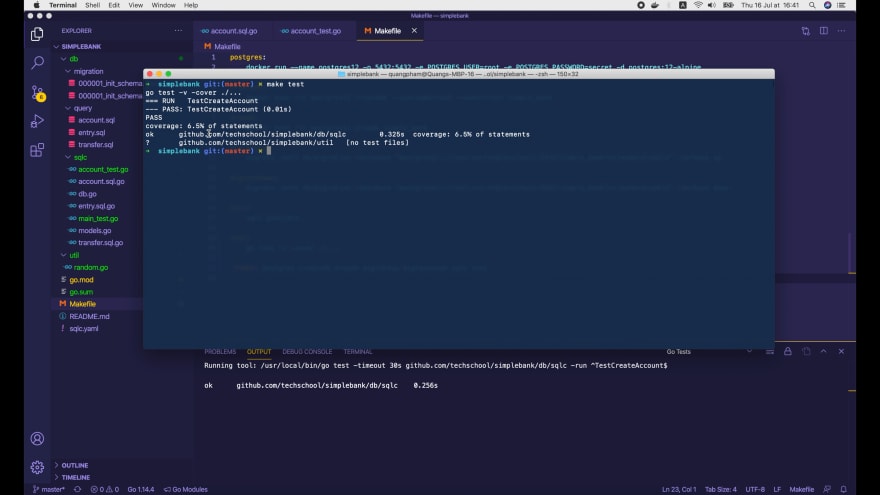 Terminal Shell Edit View Window Help
Thu 16 Jul at 16:41
Makefile — simplebank
EXPLORER
account.sql.go
account_test.go
Makefile
SIMPLEBANK
Makefile
db
1 postgres:
migration
docker run --name postgres12 -p 5432:5432 -e POSTGRES_USER=root -e POSTGRES_PASSWORD=secret -d postgres:12-alpine
000001_init_schema
000001_init_schema
query
account.sql
entry.sql
transfer.sql
sqlc
account_test.go
account.sql.go
db.go
entry.sql.go
main_test.go
models.go
transfer.sql.go
util
random.go
go.mod
go.sum
Makefile
README.md
sqlc.yaml
simplebank — quangpham@Quangs-MBP-16 — ..o/simplebank — -zsh — 150×32
➜ simplebank git:(master) ✗ make test
go test -v -cover ./...
=== RUN TestCreateAccount
--- PASS: TestCreateAccount (0.01s)
PASS
coverage: 6.5% of statements
ok github.com/techschool/simplebank/db/sqlc 0.325s coverage: 6.5% of statements
? github.com/techschool/simplebank/util [no test files]
➜ simplebank git:(master) ✗
PROBLEMS OUTPUT DEBUG CONSOLE TERMINAL
Go Tests
Running tool: /usr/local/bin/go test -timeout 30s github.com/techschool/simplebank/db/sqlc -run ^TestCreateAccount$
ok github.com/techschool/simplebank/db/sqlc 0.256s
OUTLINE
TIMELINE
master* 0 0 Go 1.14.4 Go Modules
Ln 23, Col 1 Tab Size: 4 UTF-8 LF Makefile